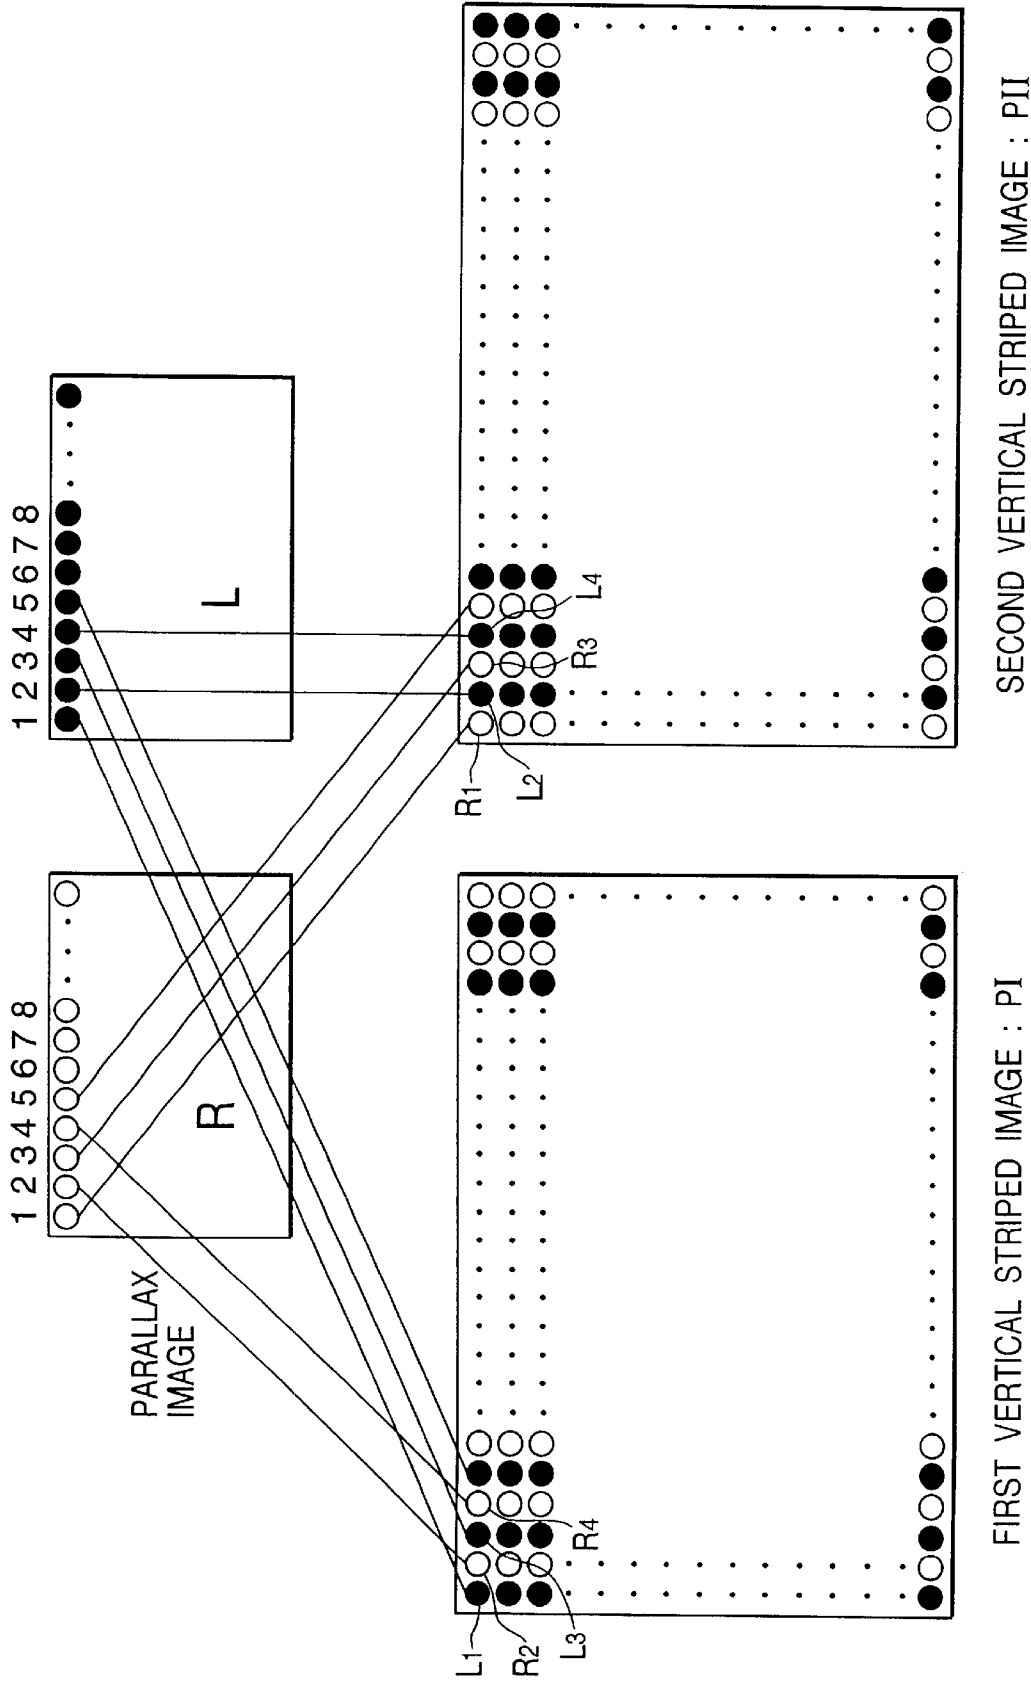 1 2 3 4 5 6 7 8
1 2 3 4 5 6 7 8
PARALLAX
IMAGE
R
L
L1
R2
L3
R4
R1
L2
R3
L4
FIRST VERTICAL STRIPED IMAGE : PI
SECOND VERTICAL STRIPED IMAGE : PII